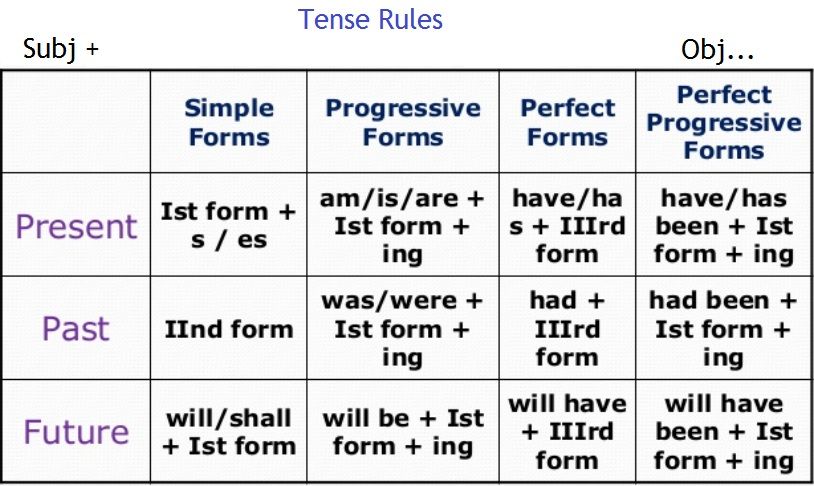 Tense Rules
Subj +
Obj...
Simple
Forms
Progressive
Forms
Perfect
Forms
Perfect
Progressive
Forms
Present
Ist form +
s / es
am/is/are +
Ist form +
ing
have/ha
s + IIIrd
form
have/has
been + Ist
form + ing
Past
IInd form
was/were +
Ist form +
ing
had +
IIIrd
form
had been +
Ist form +
ing
Future
will/shall
+ Ist form
will be + Ist
form + ing
will have
+ IIIrd
form
will have
been + Ist
form + ing